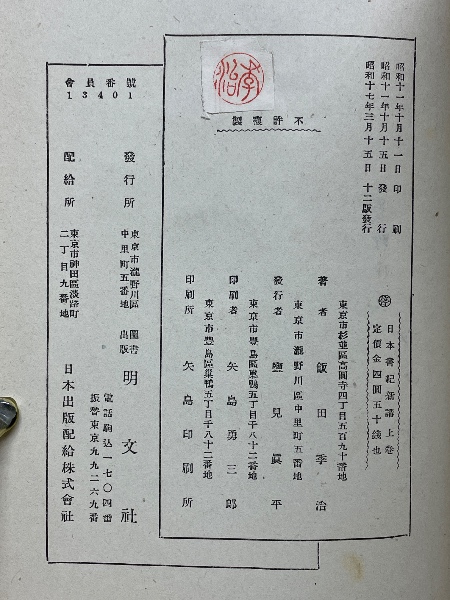 昭和十一年十月十一日印刷
昭和十一年十月十五日發行
昭和十七年三月十五日十二版發行
日本書紀新講上卷
定價金四圓五十錢也
不許複製
季治
東京市杉並區高圓寺四丁目五百九十番地
著者 飯田季治
東京市瀧野川區中里町五番地
發行者 鹽見眞平
東京市豐島區巢鴨五丁目千八十二番地
印刷者 矢島勇三郎
東京市豐島區巢鴨五丁目千八十二番地
印刷所 矢島印刷所
會員番號
13401
發行所
東京市瀧野川區
中里町五番地
圖書
出版
明文社
電話駒込一七〇四番
振替東京九九二六九番
配給所
東京市神田區淡路町
二丁目九番地
日本出版配給株式會社